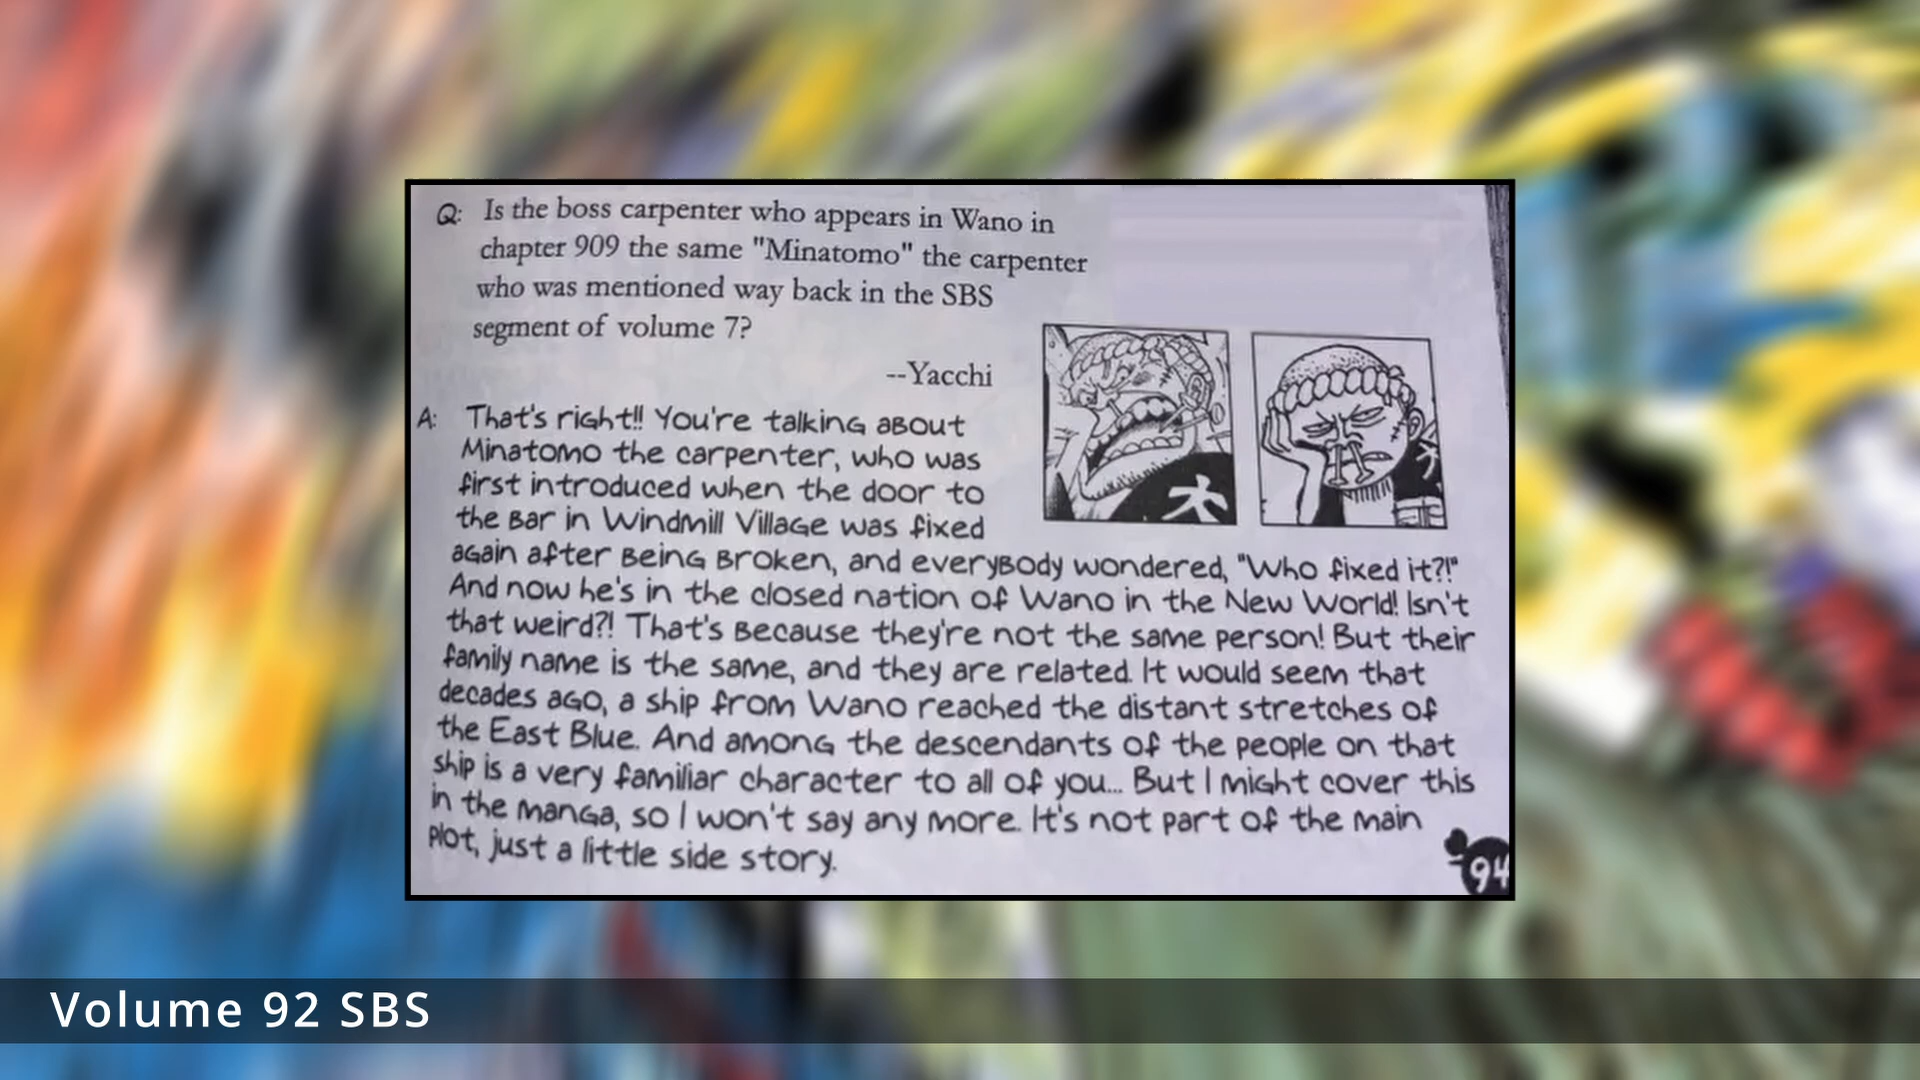 Q: Is the boss carpenter who appears in Wano in
chapter 909 the same "Minatomo" the carpenter
who was mentioned way back in the SBS
segment of volume 7?
--Yacchi
A: That's right!! You're talking about
Minatomo the carpenter, who was
first introduced when the door to
the bar in Windmill Village was fixed
again after being broken, and everybody wondered, "Who fixed it?!"
And now he's in the closed nation of Wano in the New World! Isn't
that weird?! That's because they're not the same person! But their
family name is the same, and they are related. It would seem that
decades ago, a ship from Wano reached the distant stretches of
the East Blue. And among the descendants of the people on that
ship is a very familiar character to all of you... But I might cover this
in the manga, so I won't say any more. It's not part of the main
plot, just a little side story.
大
94
Volume 92 SBS